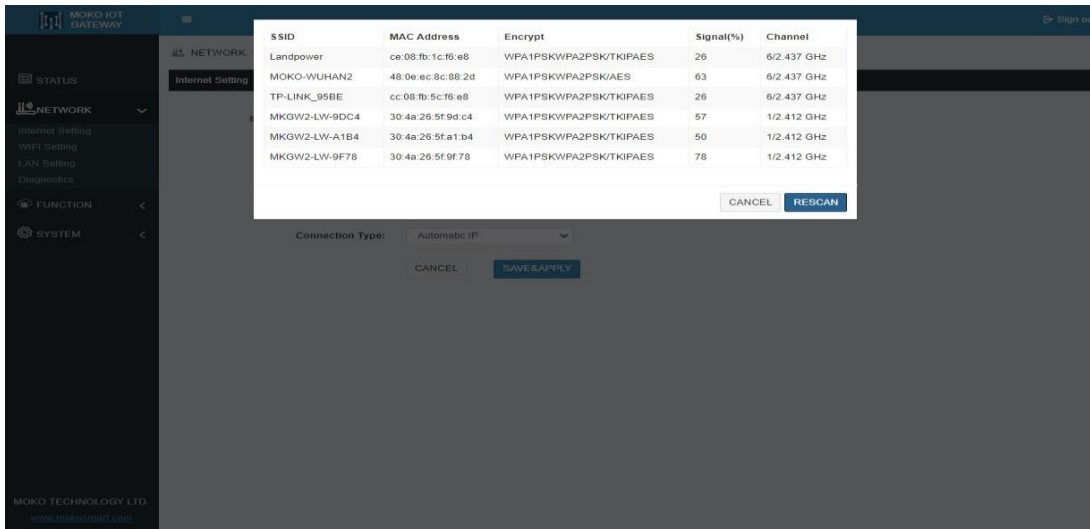 MOKO IOT
GATEWAY
Sign ou
NETWORK
STATUS
Internet Setting
NETWORK
Internet Setting
WIFI Setting
LAN Setting
Diagnostics
FUNCTION
SYSTEM
SSID MAC Address Encrypt Signal(%) Channel
Landpower ce:08:fb:1c:f6:e8 WPA1PSKWPA2PSK/TKIPAES 26 6/2.437 GHz
MOKO-WUHAN2 48:0e:ec:8c:88:2d WPA1PSKWPA2PSK/AES 63 6/2.437 GHz
TP-LINK_95BE cc:08:fb:5c:f6:e8 WPA1PSKWPA2PSK/TKIPAES 26 6/2.437 GHz
MKGW2-LW-9DC4 30:4a:26:5f:9d:c4 WPA1PSKWPA2PSK/TKIPAES 57 1/2.412 GHz
MKGW2-LW-A1B4 30:4a:26:5f:a1:b4 WPA1PSKWPA2PSK/TKIPAES 50 1/2.412 GHz
MKGW2-LW-9F78 30:4a:26:5f:9f:78 WPA1PSKWPA2PSK/TKIPAES 78 1/2.412 GHz
CANCEL RESCAN
Connection Type: Automatic IP
CANCEL SAVE&APPLY
MOKO TECHNOLOGY LTD.
www.mokosmart.com